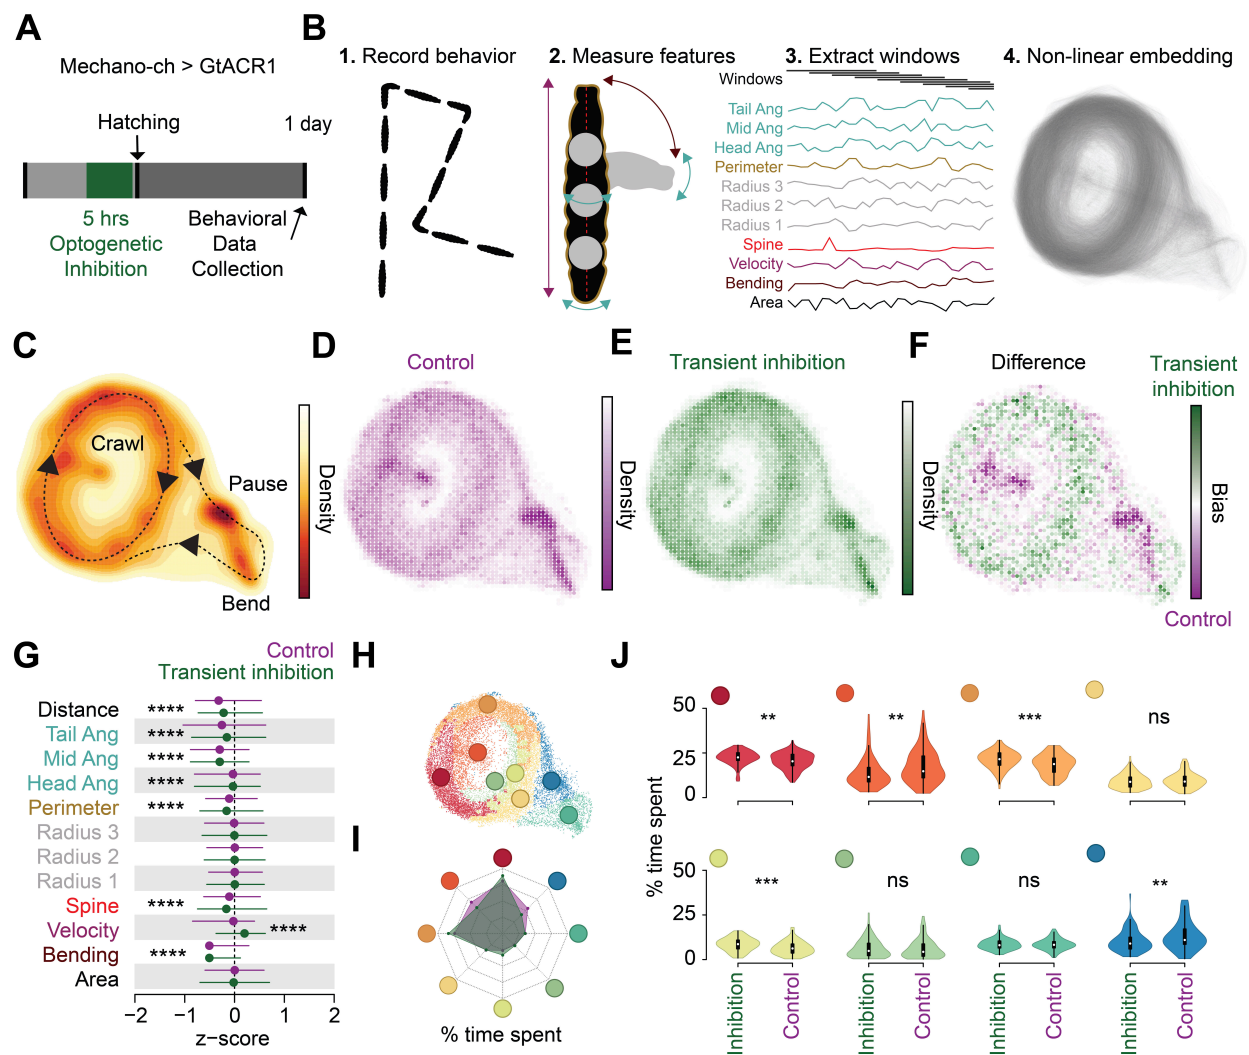 A
Mechano-ch > GtACR1
Hatching
1 day
5 hrs
Optogenetic
Inhibition
Behavioral
Data
Collection
B
1. Record behavior
2. Measure features
3. Extract windows
4. Non-linear embedding
Windows
Tail Ang
Mid Ang
Head Ang
Perimeter
Radius 3
Radius 2
Radius 1
Spine
Velocity
Bending
Area
C
Crawl
Pause
Bend
Density
D
Control
Density
E
Transient inhibition
Density
F
Difference
Transient
inhibition
Bias
Control
G
Control
Transient inhibition
Distance ****
Tail Ang ****
Mid Ang ****
Head Ang ****
Perimeter ****
Radius 3
Radius 2
Radius 1
Spine ****
Velocity ****
Bending ****
Area
−2 −1 0 1 2
z-score
H
I
% time spent
J
% time spent
50
25
0
** ** *** ns
50
25
0
*** ns ns **
Inhibition Control Inhibition Control Inhibition Control Inhibition Control